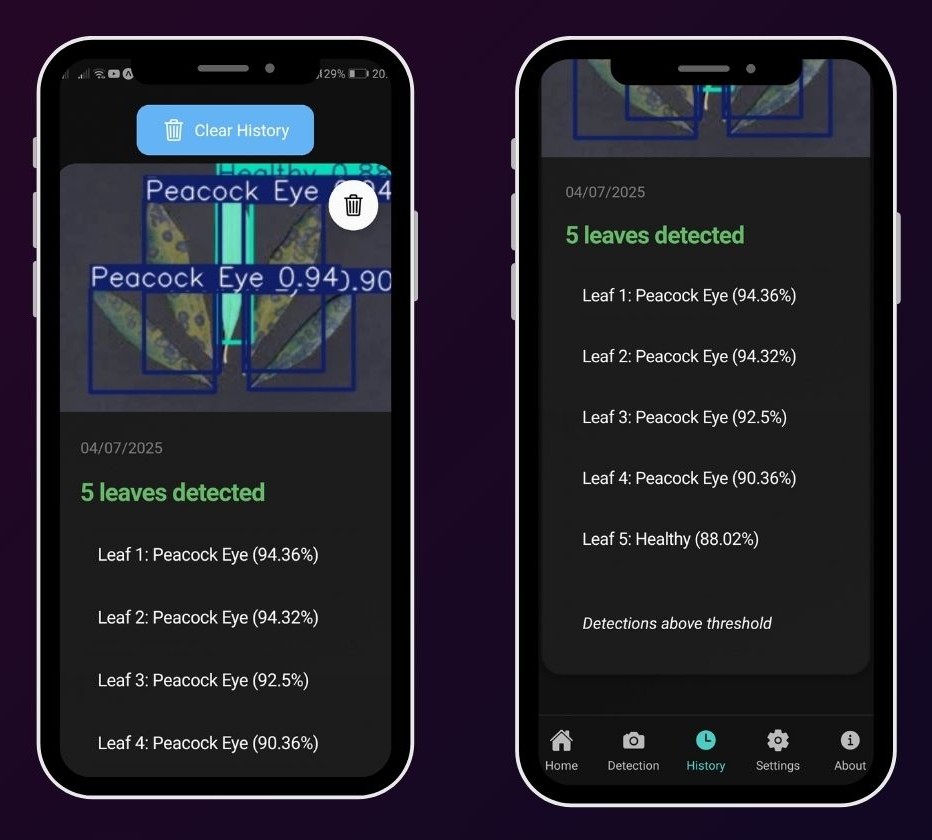 29%
20.
Clear History
Healthy 0.88
Peacock Eye 0.94
Peacock Eye 0.94
0.90
04/07/2025
5 leaves detected
Leaf 1: Peacock Eye (94.36%)
Leaf 2: Peacock Eye (94.32%)
Leaf 3: Peacock Eye (92.5%)
Leaf 4: Peacock Eye (90.36%)
04/07/2025
5 leaves detected
Leaf 1: Peacock Eye (94.36%)
Leaf 2: Peacock Eye (94.32%)
Leaf 3: Peacock Eye (92.5%)
Leaf 4: Peacock Eye (90.36%)
Leaf 5: Healthy (88.02%)
Detections above threshold
Home
Detection
History
Settings
About